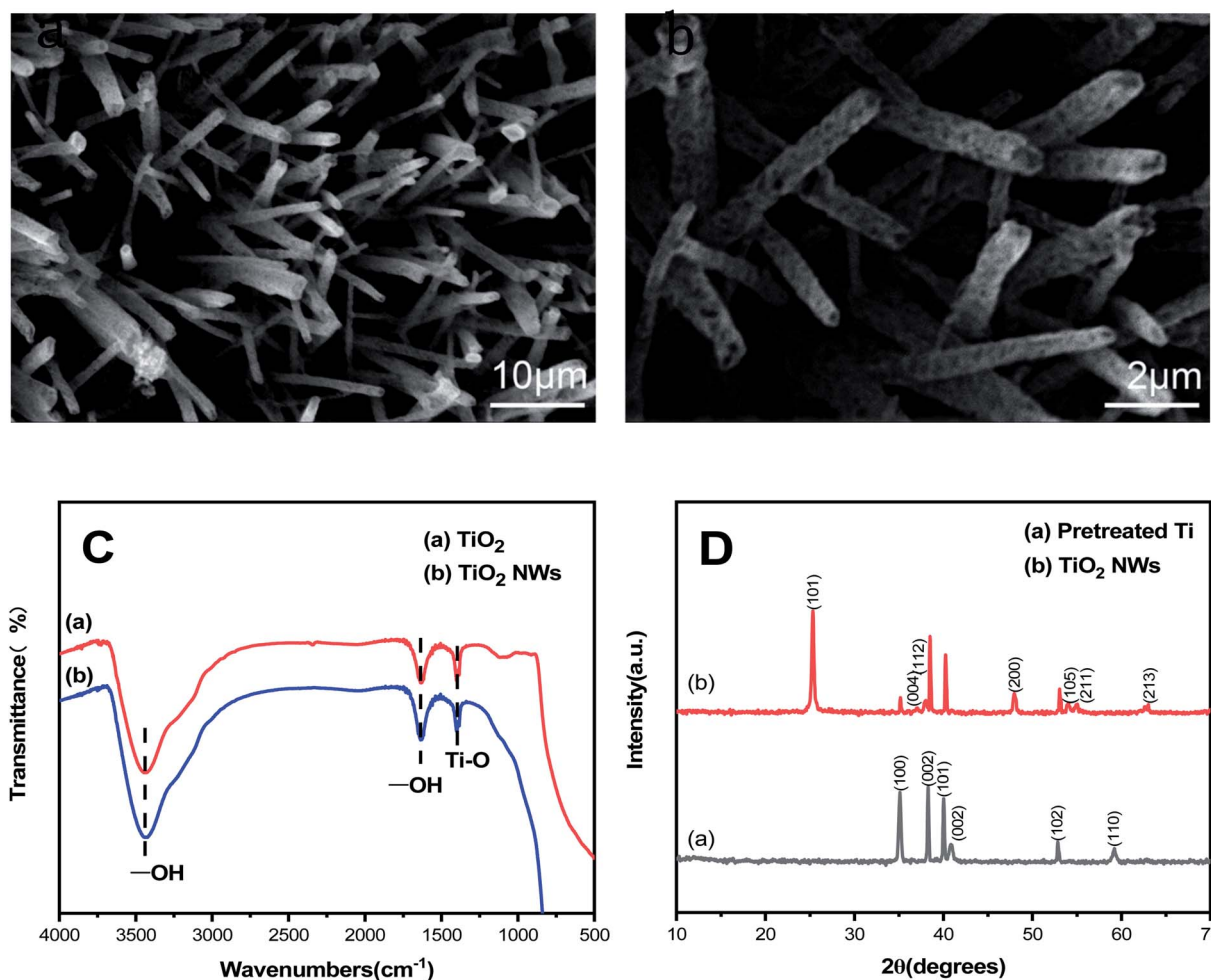 a
10μm
b
2μm
C
(a) TiO2
(b) TiO2 NWs
(a)
(b)
—OH
Ti-O
—OH
Transmittance( %)
4000 3500 3000 2500 2000 1500 1000 500
Wavenumbers(cm-1)
D
(a) Pretreated Ti
(b) TiO2 NWs
(101)
(004)
(112)
(200)
(105)
(211)
(213)
(b)
(100)
(002)
(101)
(002)
(102)
(110)
(a)
Intensity(a.u.)
10 20 30 40 50 60 7
2θ(degrees)